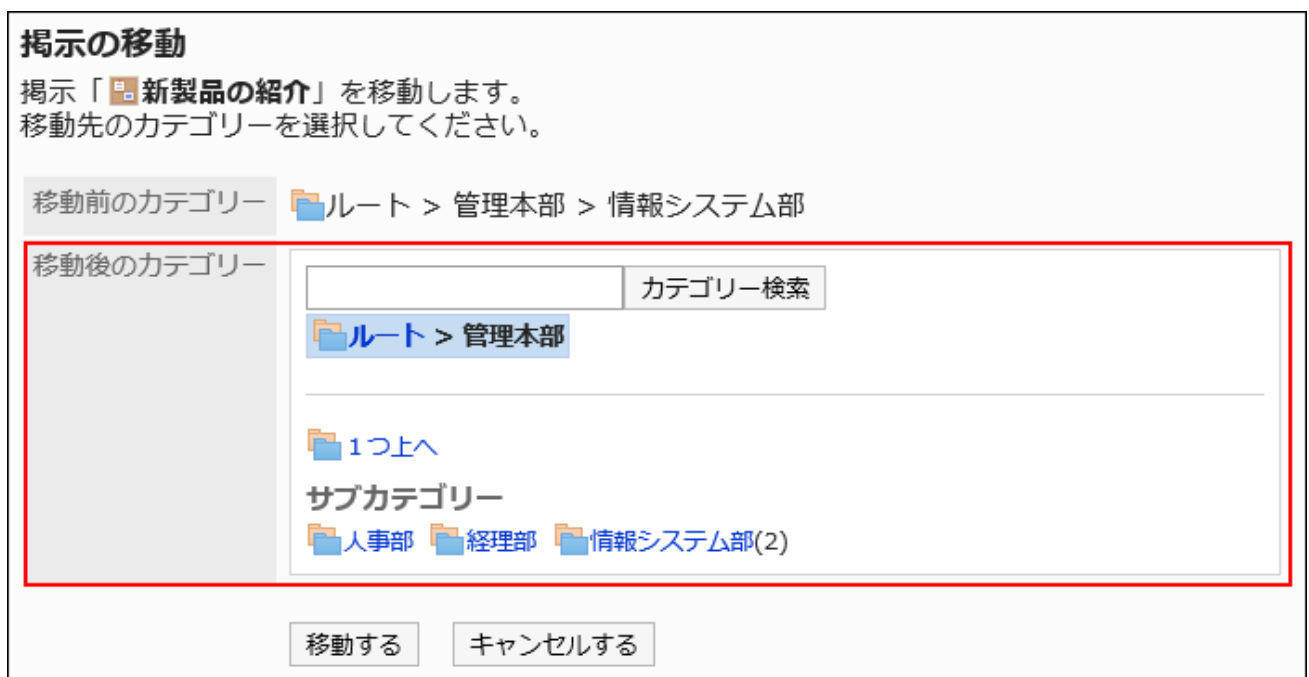 掲示の移動
掲示「新製品の紹介」を移動します。
移動先のカテゴリーを選択してください。
移動前のカテゴリー ルート > 管理本部 > 情報システム部
移動後のカテゴリー
カテゴリー検索
ルート > 管理本部
1つ上へ
サブカテゴリー
人事部 経理部 情報システム部(2)
移動する キャンセルする